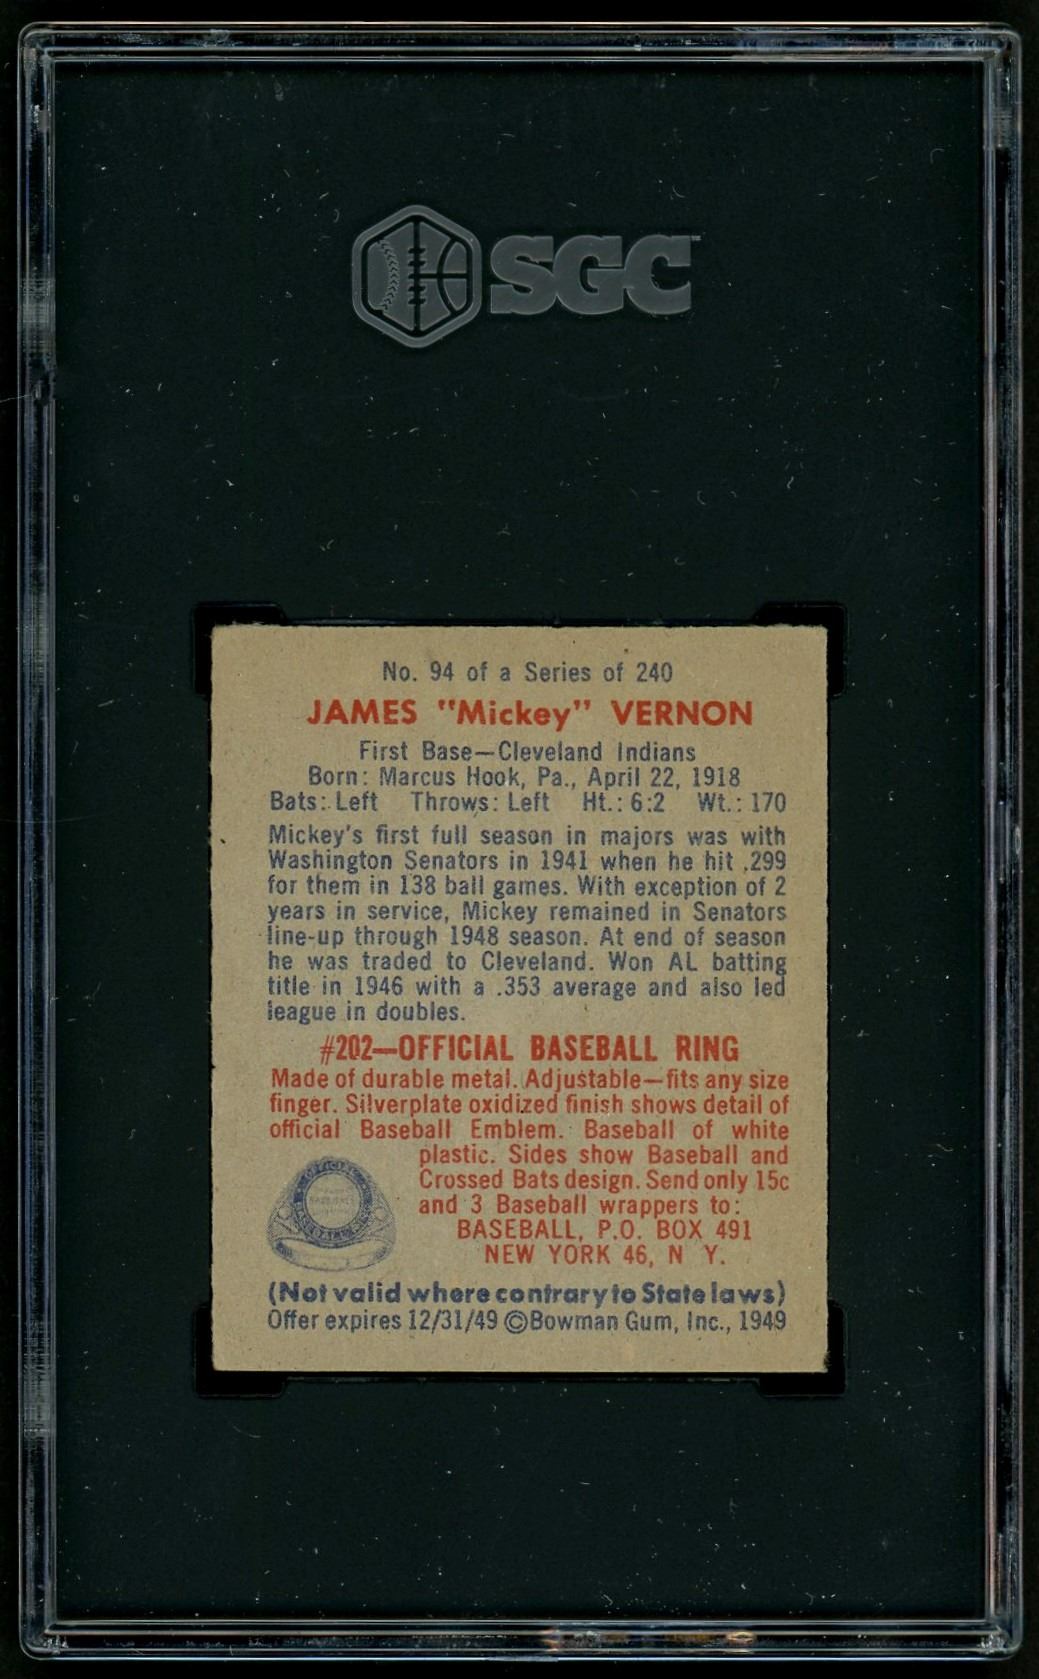 SGC
No. 94 of a Series of 240
JAMES "Mickey" VERNON
First Base—Cleveland Indians
Born: Marcus Hook, Pa., April 22, 1918
Bats: Left Throws: Left Ht.: 6:2 Wt.: 170
Mickey's first full season in majors was with
Washington Senators in 1941 when he hit .299
for them in 138 ball games. With exception of 2
years in service, Mickey remained in Senators
line-up through 1948 season. At end of season
he was traded to Cleveland. Won AL batting
title in 1946 with a .353 average and also led
league in doubles.
#202—OFFICIAL BASEBALL RING
Made of durable metal. Adjustable—fits any size
finger. Silverplate oxidized finish shows detail of
official Baseball Emblem. Baseball of white
plastic. Sides show Baseball and
Crossed Bats design. Send only 15c
and 3 Baseball wrappers to:
BASEBALL, P.O. BOX 491
NEW YORK 46, N Y.
OFFICIAL
(Not valid where contrary to State laws)
Offer expires 12/31/49 ©Bowman Gum, Inc., 1949